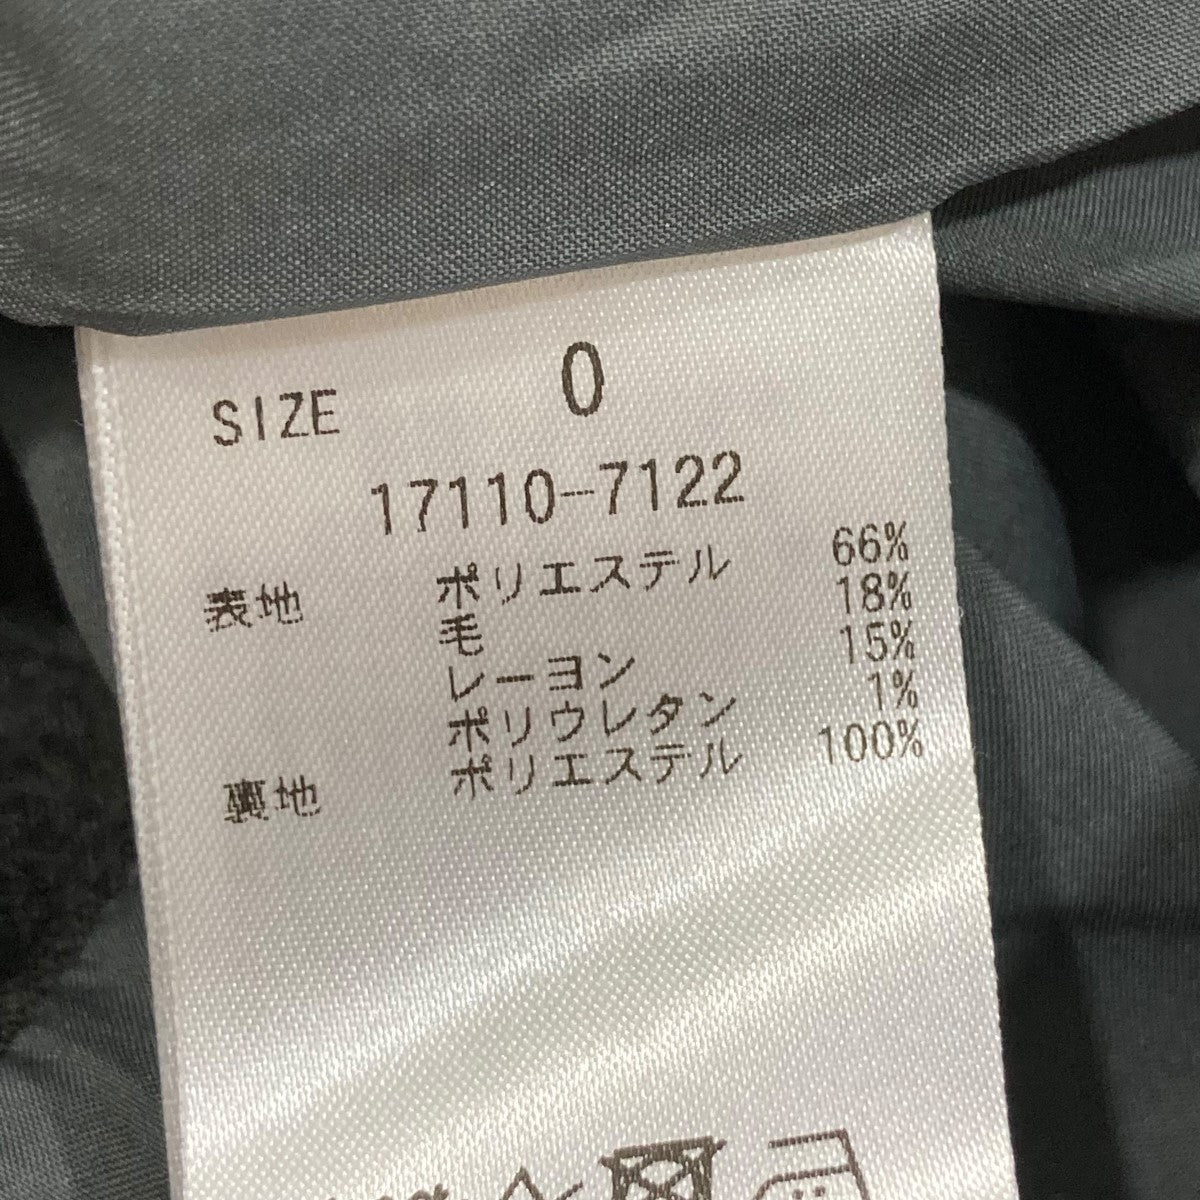 SIZE 0
17110-7122
表地 ポリエステル 66%
毛 18%
レーヨン 15%
ポリウレタン 1%
裏地 ポリエステル 100%